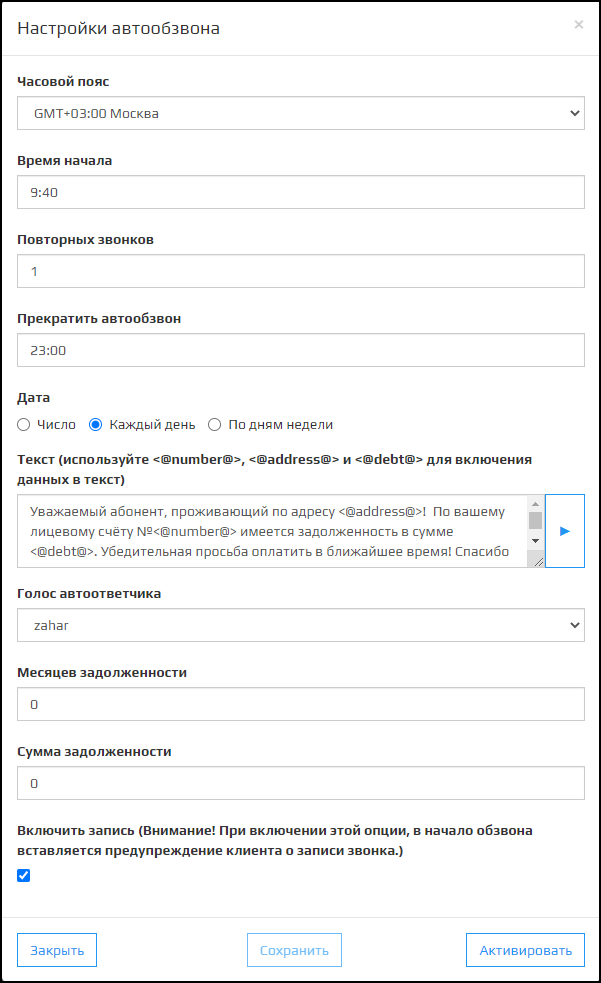 Настройки автообзвона
×
Часовой пояс
GMT+03:00 Москва
Время начала
9:40
Повторных звонков
1
Прекратить автообзвон
23:00
Дата
Число Каждый день По дням недели
Текст (используйте <@number@>, <@address@> и <@debt@> для включения
данных в текст)
Уважаемый абонент, проживающий по адресу <@address@>!  По вашему
лицевому счёту №<@number@> имеется задолженность в сумме
<@debt@>. Убедительная просьба оплатить в ближайшее время! Спасибо
Голос автоответчика
zahar
Месяцев задолженности
0
Сумма задолженности
0
Включить запись (Внимание! При включении этой опции, в начало обзвона
вставляется предупреждение клиента о записи звонка.)
Закрыть Сохранить Активировать